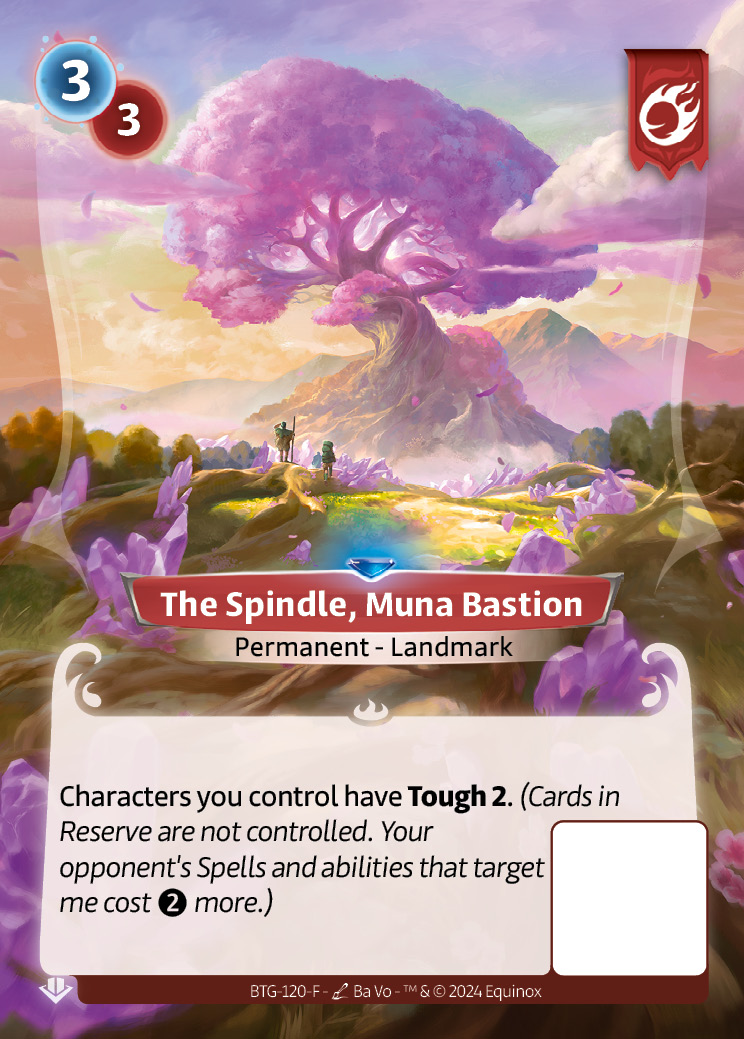 3
3
The Spindle, Muna Bastion
Permanent - Landmark
Characters you control have Tough 2. (Cards in
Reserve are not controlled. Your
opponent's Spells and abilities that target
me cost 2 more.)
BTG-120-F - Ba Vo - ™ & © 2024 Equinox